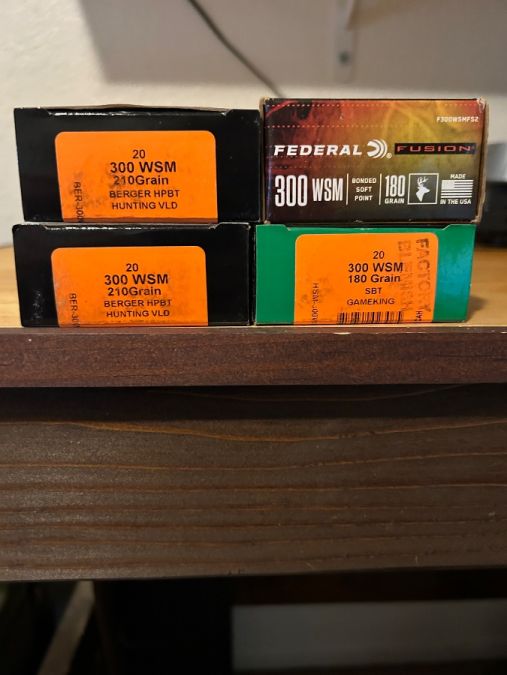 20
300 WSM
210Grain
BERGER HPBT
HUNTING VLD
F300WSMFS2
FEDERAL
FUSION
300 WSM
BONDED
SOFT
POINT
180
GRAIN
MADE
IN THE USA
20
300 WSM
210Grain
BERGER HPBT
HUNTING VLD
20
300 WSM
180 Grain
SBT
GAMEKING
FACTORY